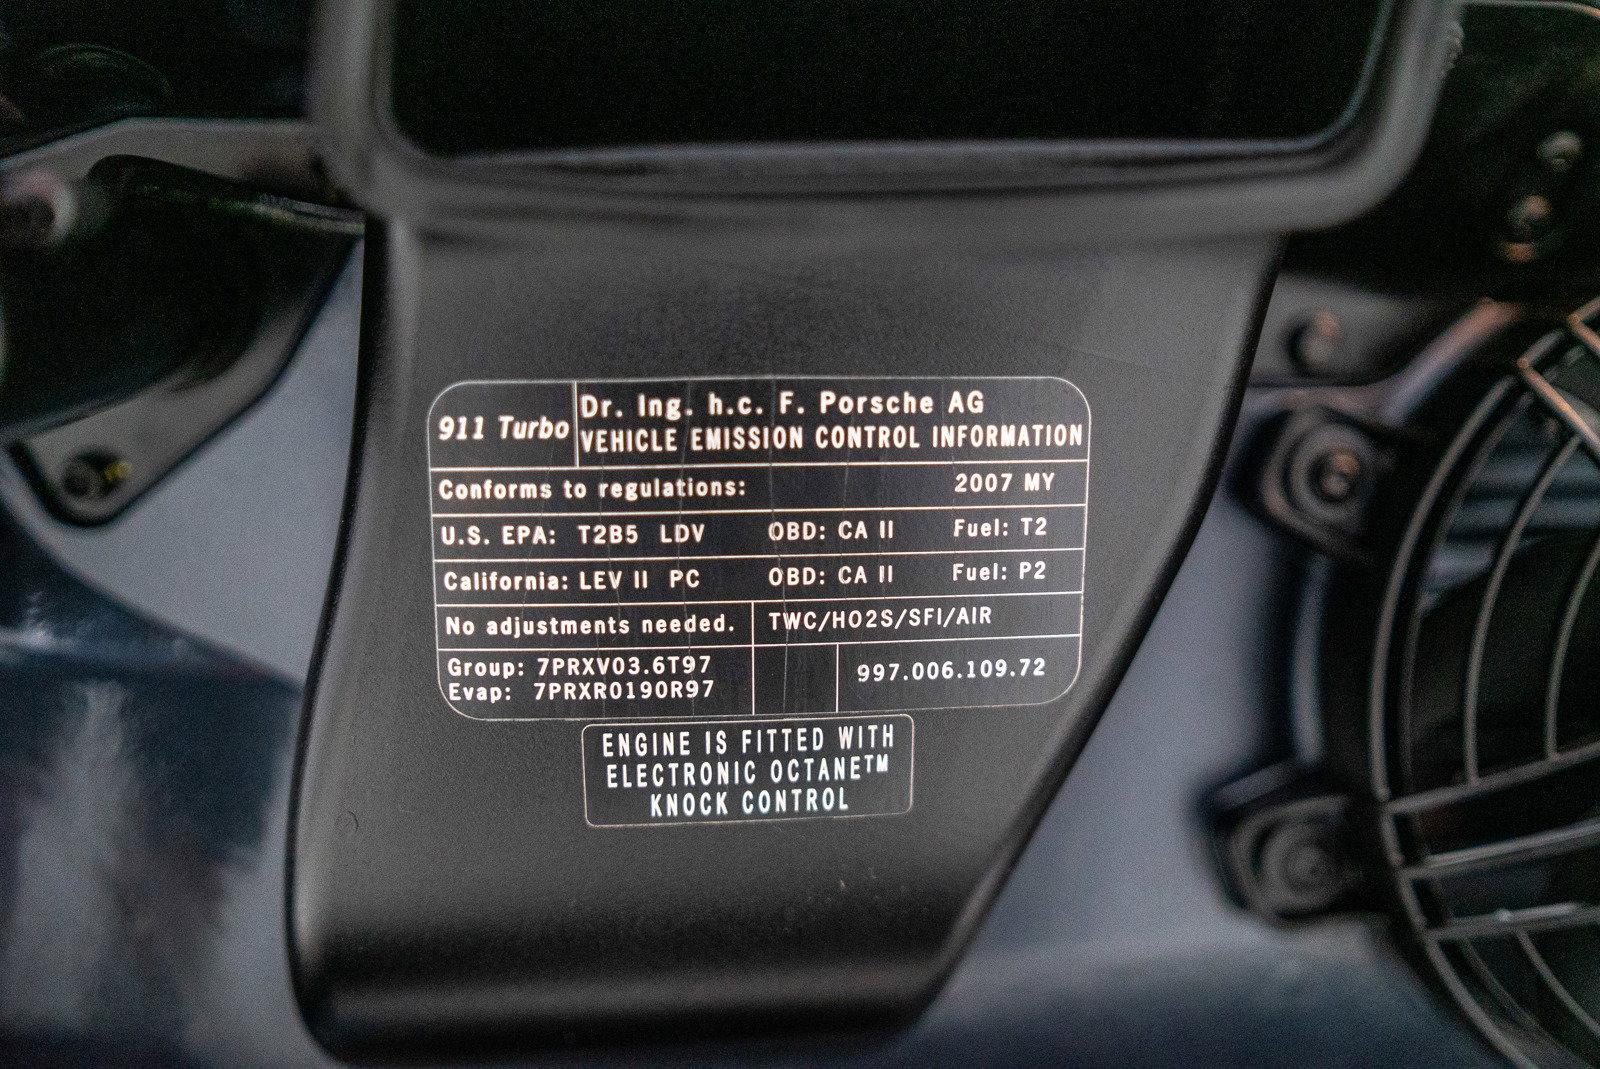 911 Turbo
Dr. Ing. h.c. F. Porsche AG
VEHICLE EMISSION CONTROL INFORMATION
Conforms to regulations: 2007 MY
U.S. EPA: T2B5 LDV OBD: CA II Fuel: T2
California: LEV II PC OBD: CA II Fuel: P2
No adjustments needed. TWC/HO2S/SFI/AIR
Group: 7PRXV03.6T97
Evap: 7PRXR0190R97
997.006.109.72
ENGINE IS FITTED WITH
ELECTRONIC OCTANE™
KNOCK CONTROL